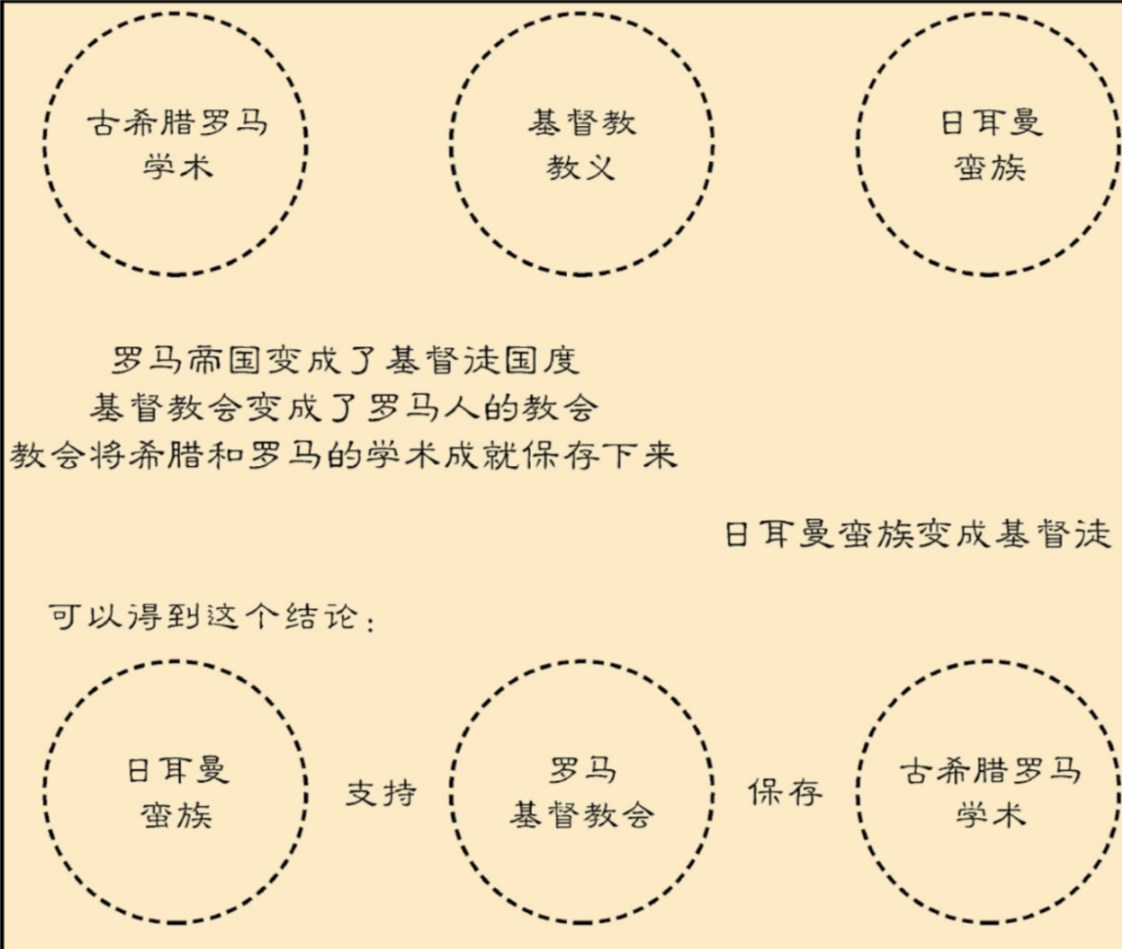 古希腊罗马
学术
基督教
教义
日耳曼
蛮族
罗马帝国变成了基督徒国度
基督教会变成了罗马人的教会
教会将希腊和罗马的学术成就保存下来
日耳曼蛮族变成基督徒
可以得到这个结论：
日耳曼
蛮族
支持
罗马
基督教会
保存
古希腊罗马
学术